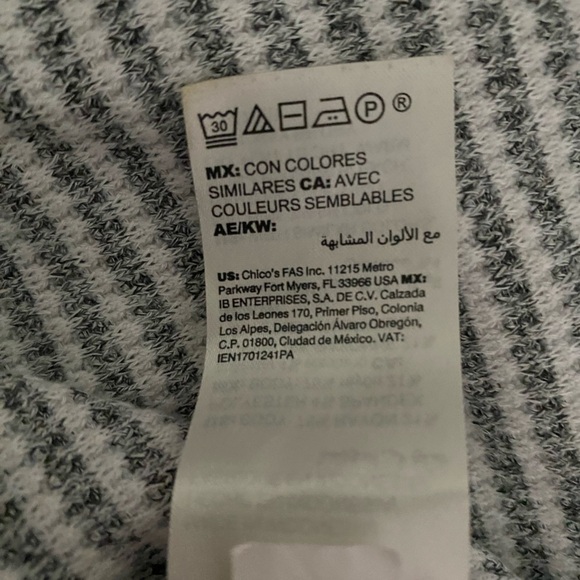 30 P ®
MX: CON COLORES
SIMILARES CA: AVEC
COULEURS SEMBLABLES
AE/KW:
مع الألوان المشابهة
US: Chico's FAS Inc. 11215 Metro
Parkway Fort Myers, FL 33966 USA MX:
IB ENTERPRISES, S.A. DE C.V. Calzada
de los Leones 170, Primer Piso, Colonia
Los Alpes, Delegación Álvaro Obregón,
C.P. 01800, Ciudad de México. VAT:
IEN1701241PA